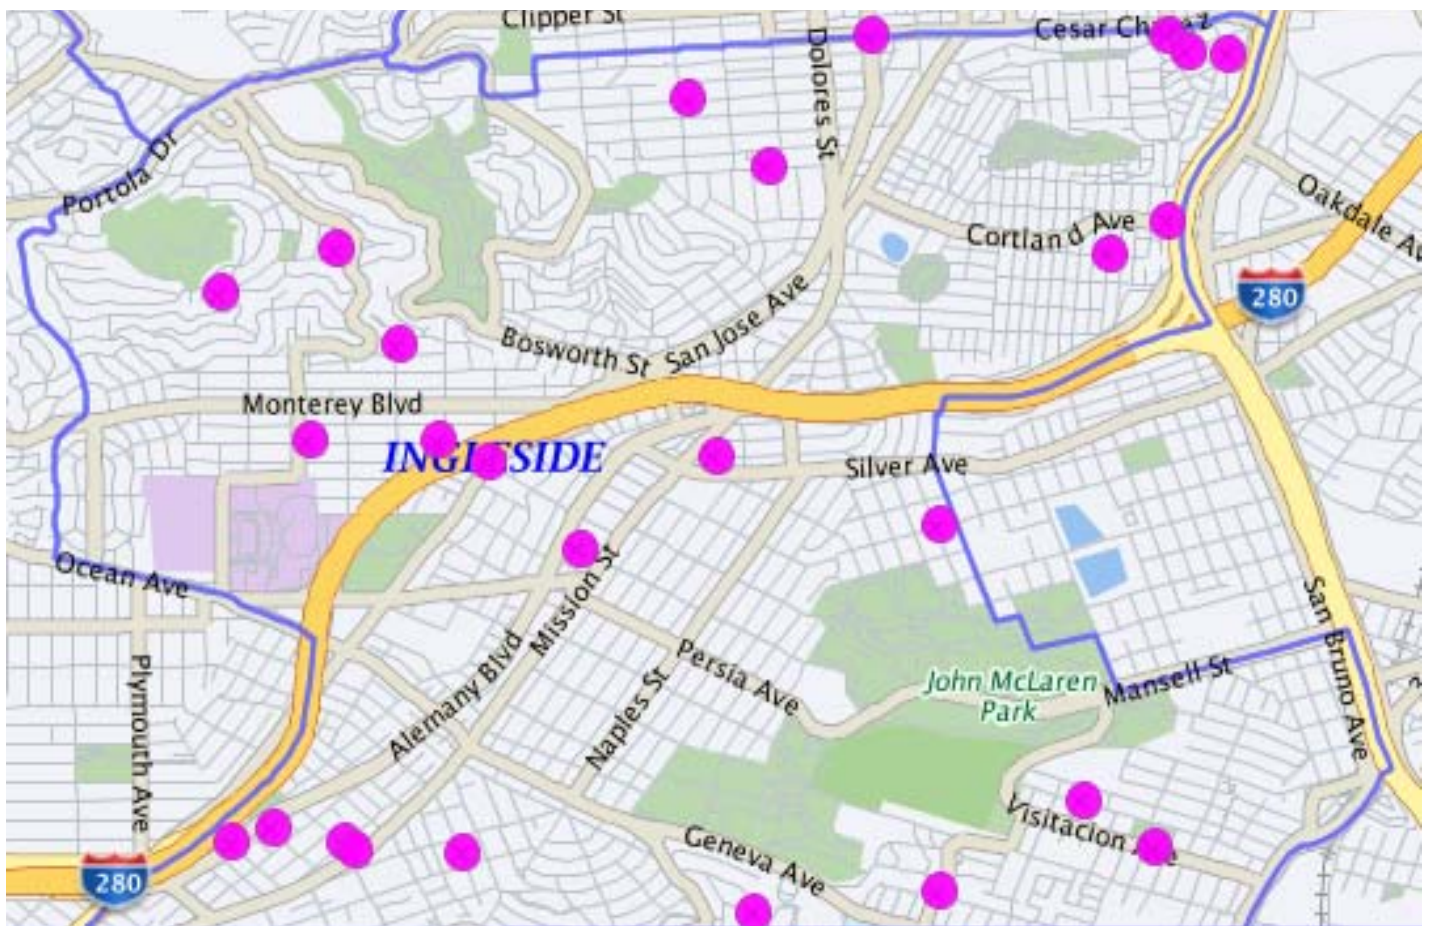 Clipper St
Cesar Chavez
Dolores St
Portola Dr
Oakdale Av
Cortland Ave
280
San Jose Ave
Bosworth St
Monterey Blvd
INGLESIDE
Silver Ave
Ocean Ave
Mission St
San Bruno Ave
Persia Ave
Alemany Blvd
Naples St
John McLaren
Park
Mansell St
Plymouth Ave
Visitacion
Geneva Ave
280